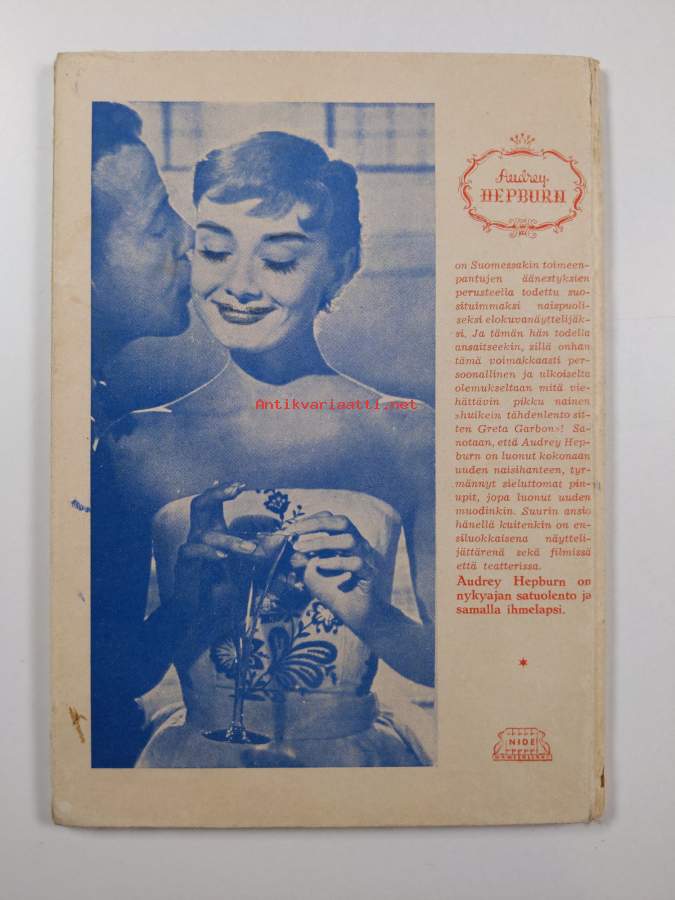 Audrey
HEPBURN
on Suomessakin toimeen-
pantujen äänestyksien
perusteella todettu suo-
situimmaksi naispuoli-
seksi elokuvanäyttelijäk-
si. Ja tämän hän todella
ansaitseekin, sillä onhan
tämä voimakkaasti per-
soonallinen ja ulkoiselta
olemukseltaan mitä vie-
hättävin pikku nainen
»huikein tähdenlento sit-
ten Greta Garbon»! Sa-
notaan, että Audrey Hep-
burn on luonut kokonaan
uuden naisihanteen, tyr-
männyt sieluttomat pin-
upit, jopa luonut uuden
muodinkin. Suurin ansio
hänellä kuitenkin on en-
siluokkaisena näytteli-
jättärenä sekä filmissä
että teatterissa.
Audrey Hepburn on
nykyajan satuolento ja
samalla ihmelapsi.
NIDE
Antikvariaatti.net